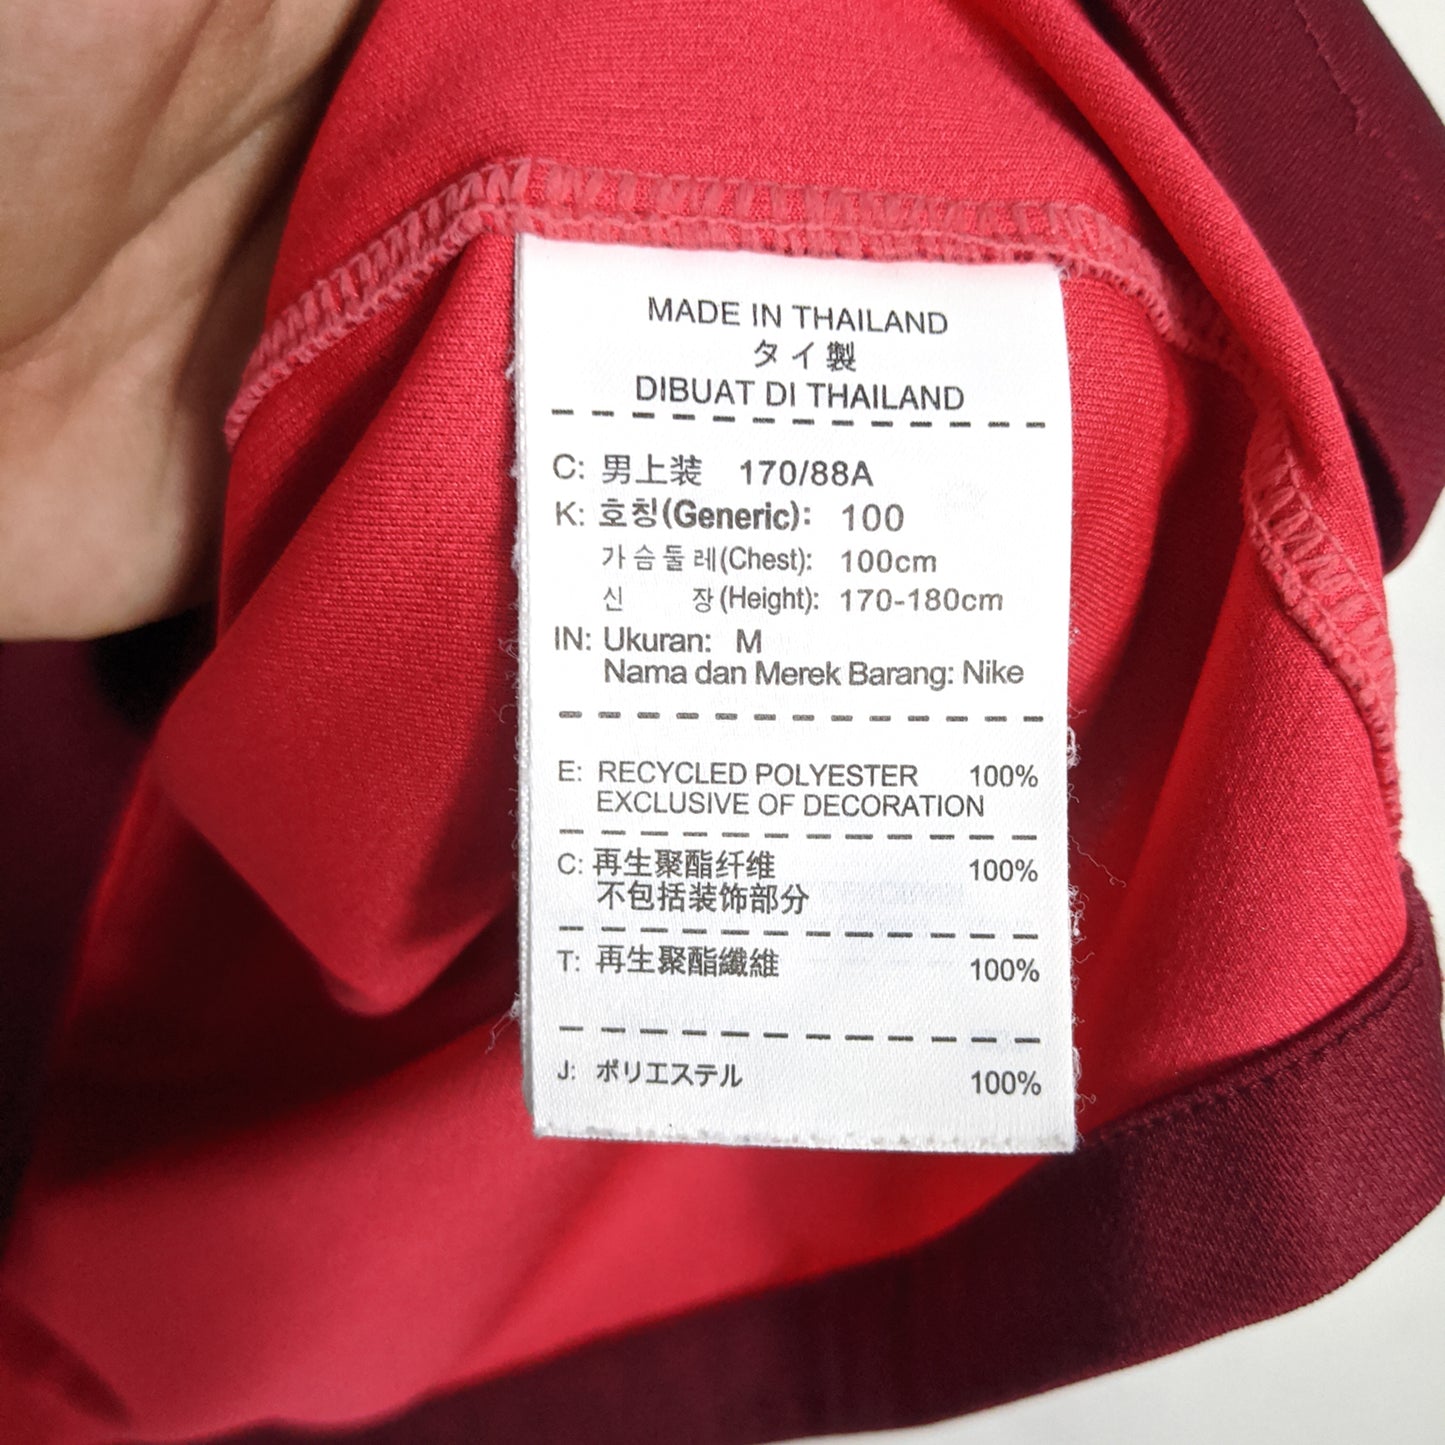 MADE IN THAILAND
タイ製
DIBUAT DI THAILAND
C: 男上装 170/88A
K: 호칭(Generic): 100
가슴둘레(Chest): 100cm
신 장(Height): 170-180cm
IN: Ukuran: M
Nama dan Merek Barang: Nike
E: RECYCLED POLYESTER 100%
EXCLUSIVE OF DECORATION
C: 再生聚酯纤维 100%
不包括装饰部分
T: 再生聚酯纖維 100%
J: ポリエステル 100%